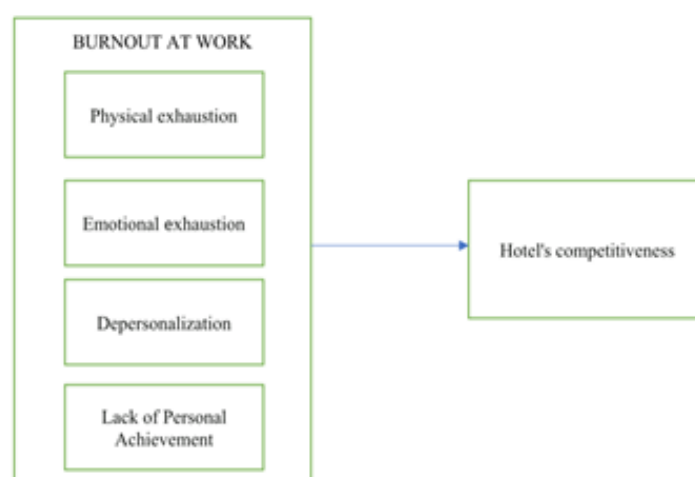 BURNOUT AT WORK
Physical exhaustion
Emotional exhaustion
Depersonalization
Lack of Personal
Achievement
Hotel's competitiveness